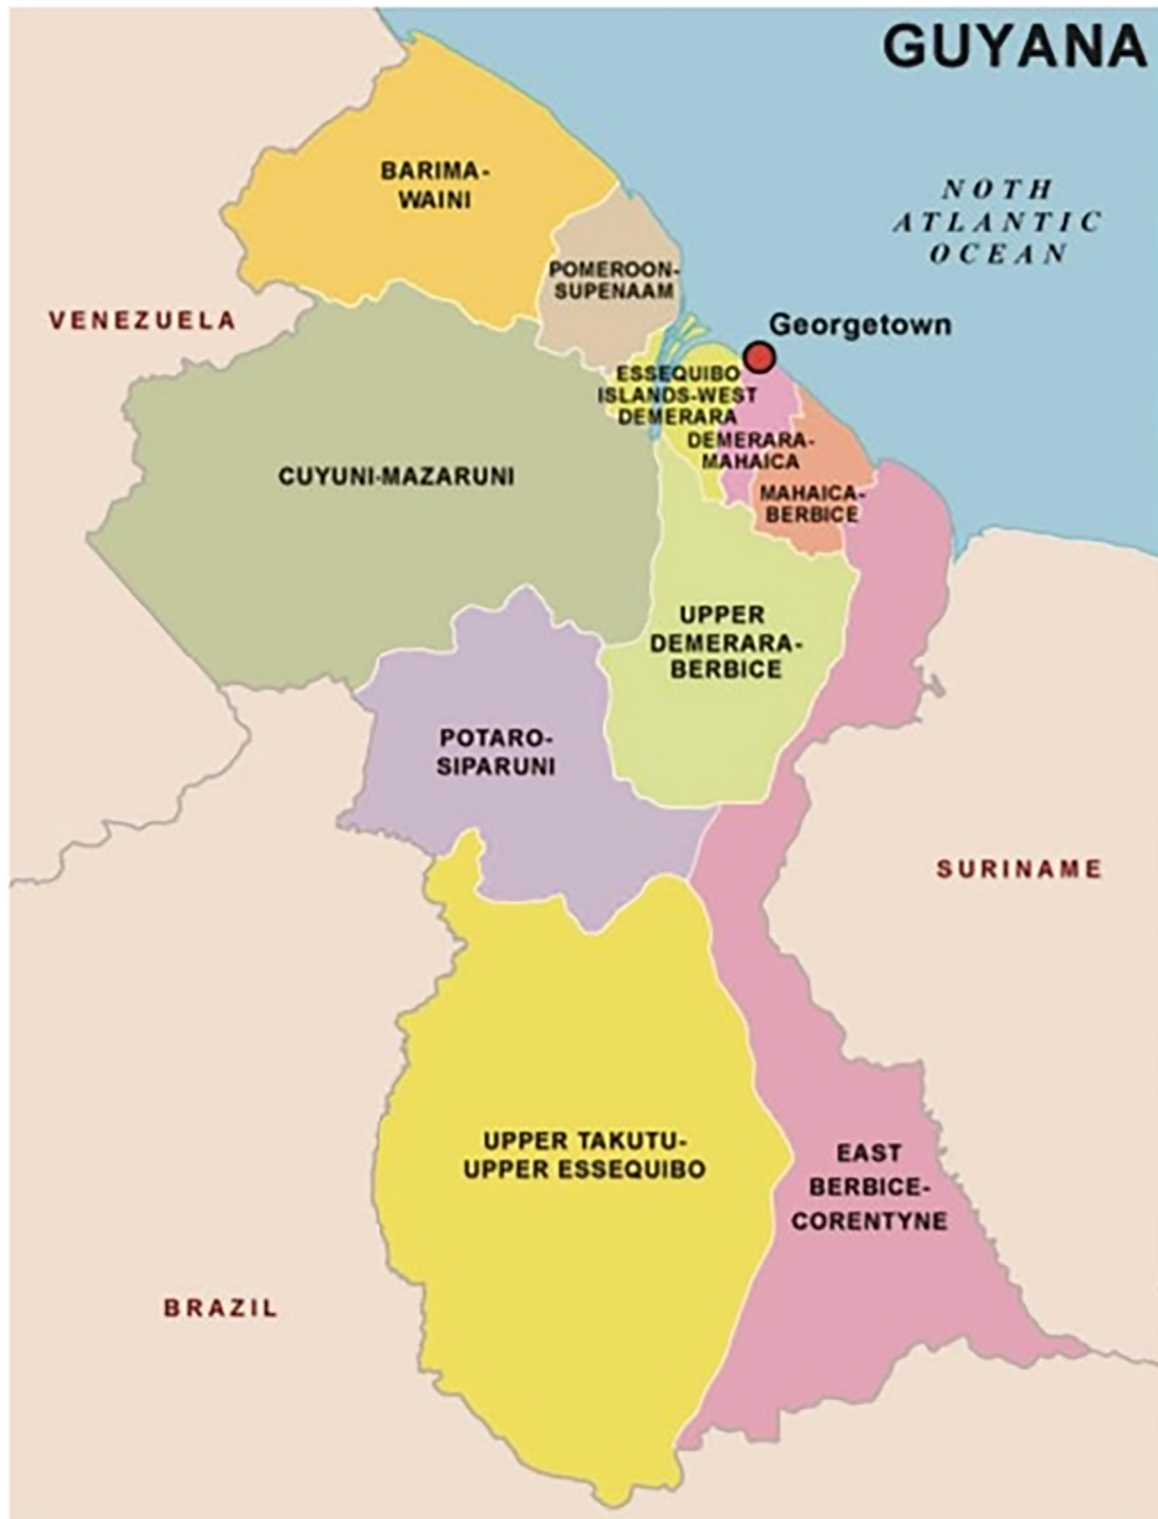 GUYANA
BARIMA-
WAINI
NOTH
ATLANTIC
OCEAN
POMEROON-
SUPENAAM
VENEZUELA
Georgetown
ESSEQUIBO
ISLANDS-WEST
DEMERARA
DEMERARA-
MAHAICA
CUYUNI-MAZARUNI
MAHAICA-
BERBICE
UPPER
DEMERARA-
BERBICE
POTARO-
SIPARUNI
SURINAME
UPPER TAKUTU-
UPPER ESSEQUIBO
EAST
BERBICE-
CORENTYNE
BRAZIL